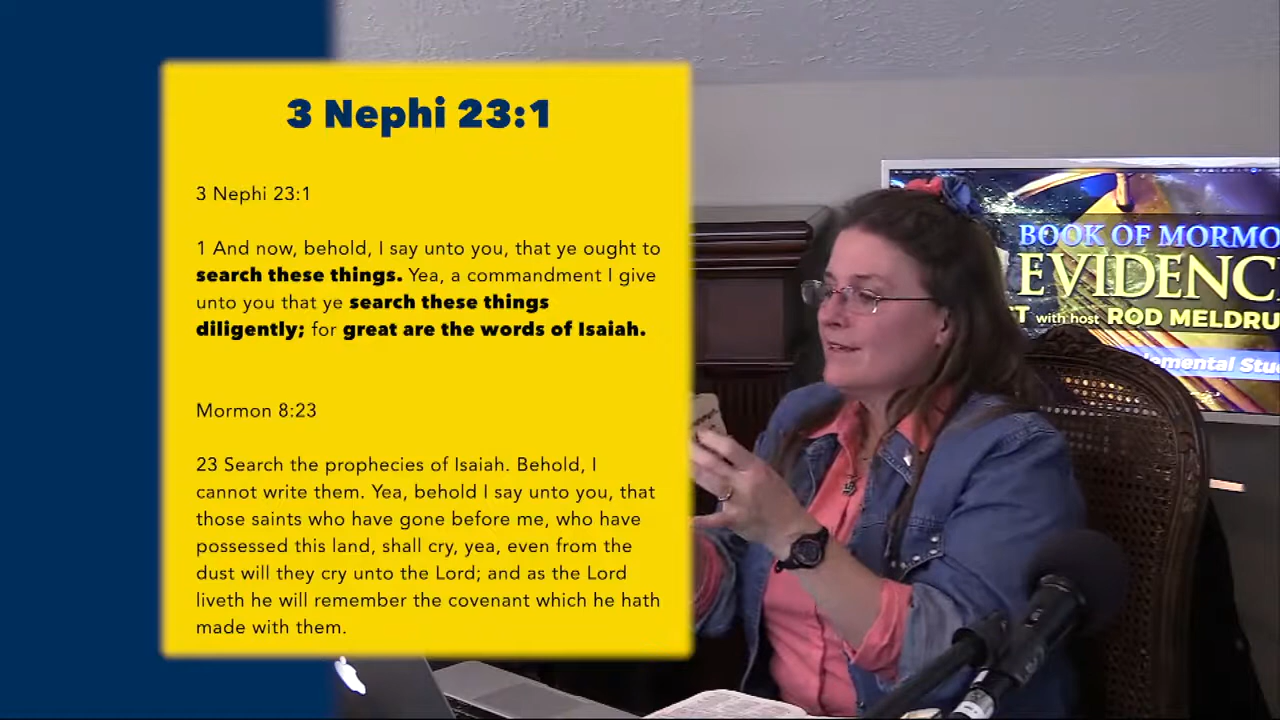 3 Nephi 23:1
3 Nephi 23:1
1 And now, behold, I say unto you, that ye ought to
search these things. Yea, a commandment I give
unto you that ye search these things
diligently; for great are the words of Isaiah.
Mormon 8:23
23 Search the prophecies of Isaiah. Behold, I
cannot write them. Yea, behold I say unto you, that
those saints who have gone before me, who have
possessed this land, shall cry, yea, even from the
dust will they cry unto the Lord; and as the Lord
liveth he will remember the covenant which he hath
made with them.
BOOK OF MORMO
EVIDENC
with host ROD MELDRU